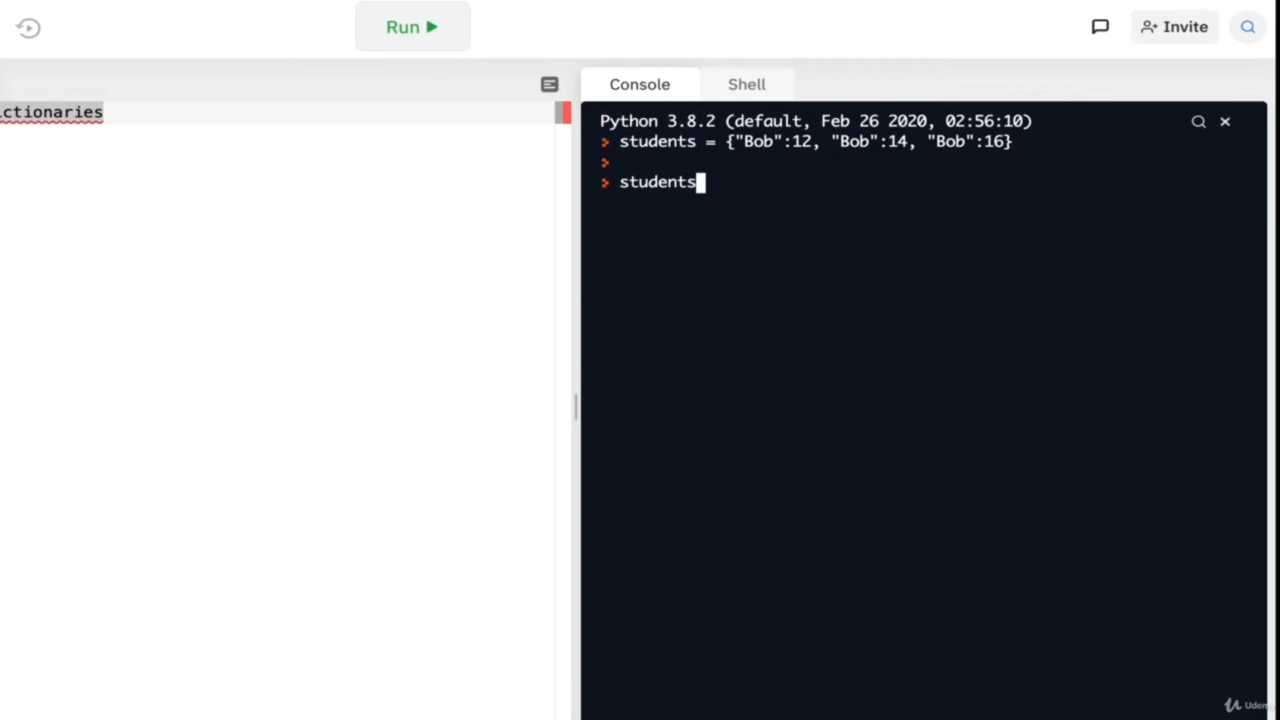 Run
Invite
Console
Shell
ctionaries
Python 3.8.2 (default, Feb 26 2020, 02:56:10)
> students = {"Bob":12, "Bob":14, "Bob":16}
>
> students
Udemy